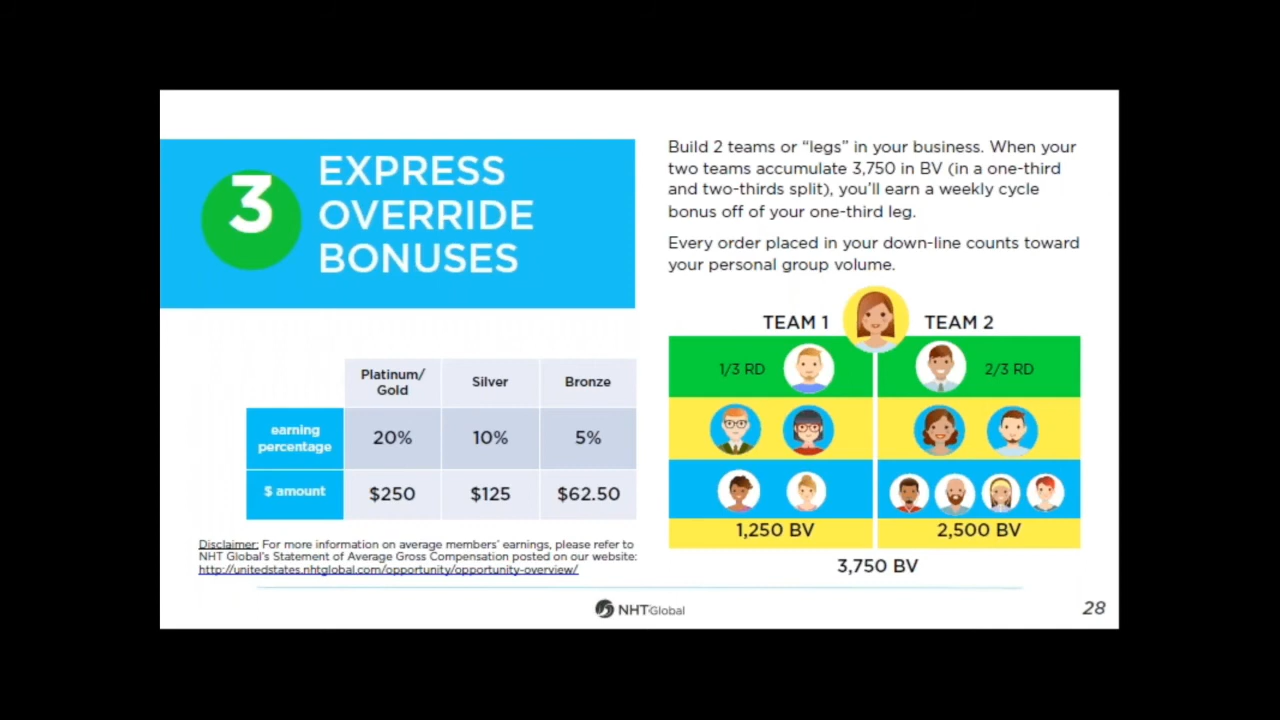 3
EXPRESS
OVERRIDE
BONUSES
Build 2 teams or “legs” in your business. When your
two teams accumulate 3,750 in BV (in a one-third
and two-thirds split), you’ll earn a weekly cycle
bonus off of your one-third leg.
Every order placed in your down-line counts toward
your personal group volume.
Platinum/
Gold
Silver
Bronze
earning
percentage
20%
10%
5%
$ amount
$250
$125
$62.50
Disclaimer: For more information on average members’ earnings, please refer to
NHT Global’s Statement of Average Gross Compensation posted on our website:
http://unitedstates.nhtglobal.com/opportunity/opportunity-overview/
TEAM 1
TEAM 2
1/3 RD
2/3 RD
1,250 BV
2,500 BV
3,750 BV
NHT Global
28